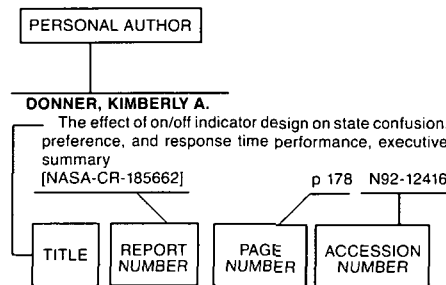 PERSONAL AUTHOR
DONNER, KIMBERLY A.
The effect of on/off indicator design on state confusion,
preference, and response time performance, executive
summary
[NASA-CR-185662] p 178 N92-12416
TITLE REPORT NUMBER PAGE NUMBER ACCESSION NUMBER